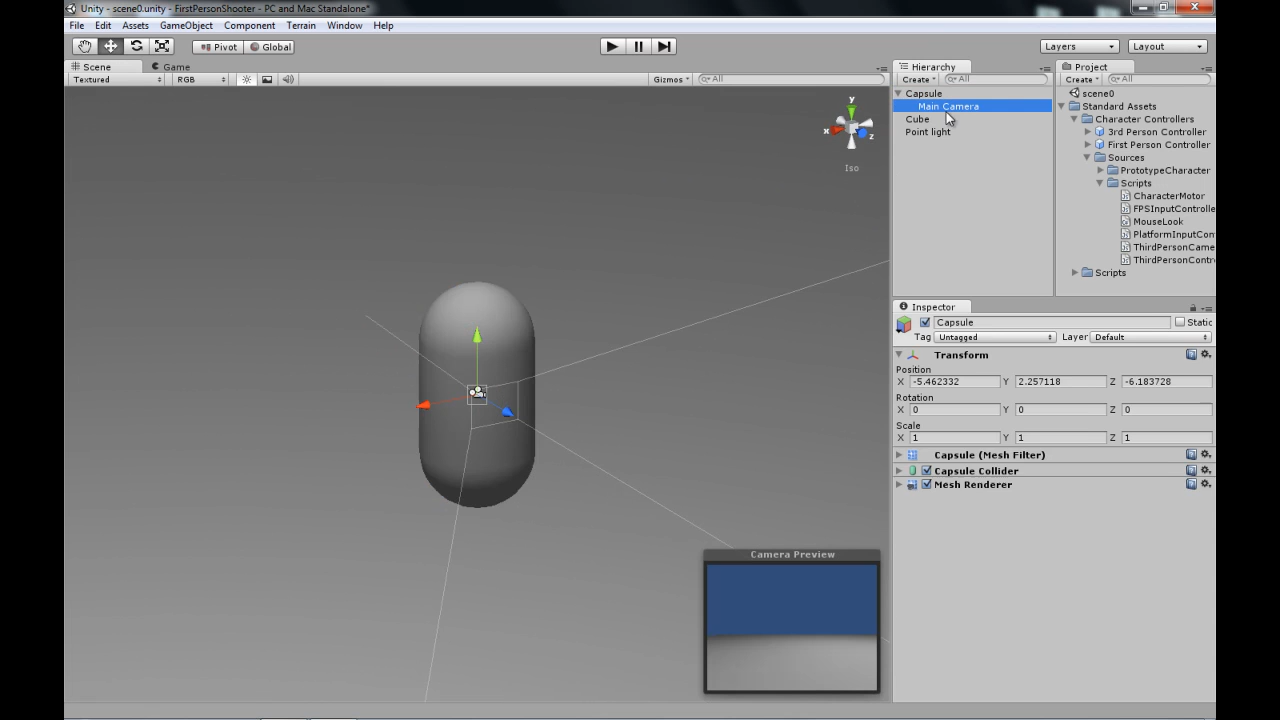 Unity - scene0.unity - FirstPersonShooter - PC and Mac Standalone*
File Edit Assets GameObject Component Terrain Window Help
Pivot Global Layers Layout
Scene Game
Textured RGB Gizmos All
y
x
z
Iso
Hierarchy
Create All
Capsule
Main Camera
Cube
Point light
Project
Create All
scene0
Standard Assets
Character Controllers
3rd Person Controller
First Person Controller
Sources
PrototypeCharacter
Scripts
CharacterMotor
FPSInputControlle
MouseLook
PlatformInputCon
ThirdPersonCame
ThirdPersonContr
Scripts
Inspector
Capsule Static
Tag Untagged Layer Default
Transform
Position
X -5.462332 Y 2.257118 Z -6.183728
Rotation
X 0 Y 0 Z 0
Scale
X 1 Y 1 Z 1
Capsule (Mesh Filter)
Capsule Collider
Mesh Renderer
Camera Preview